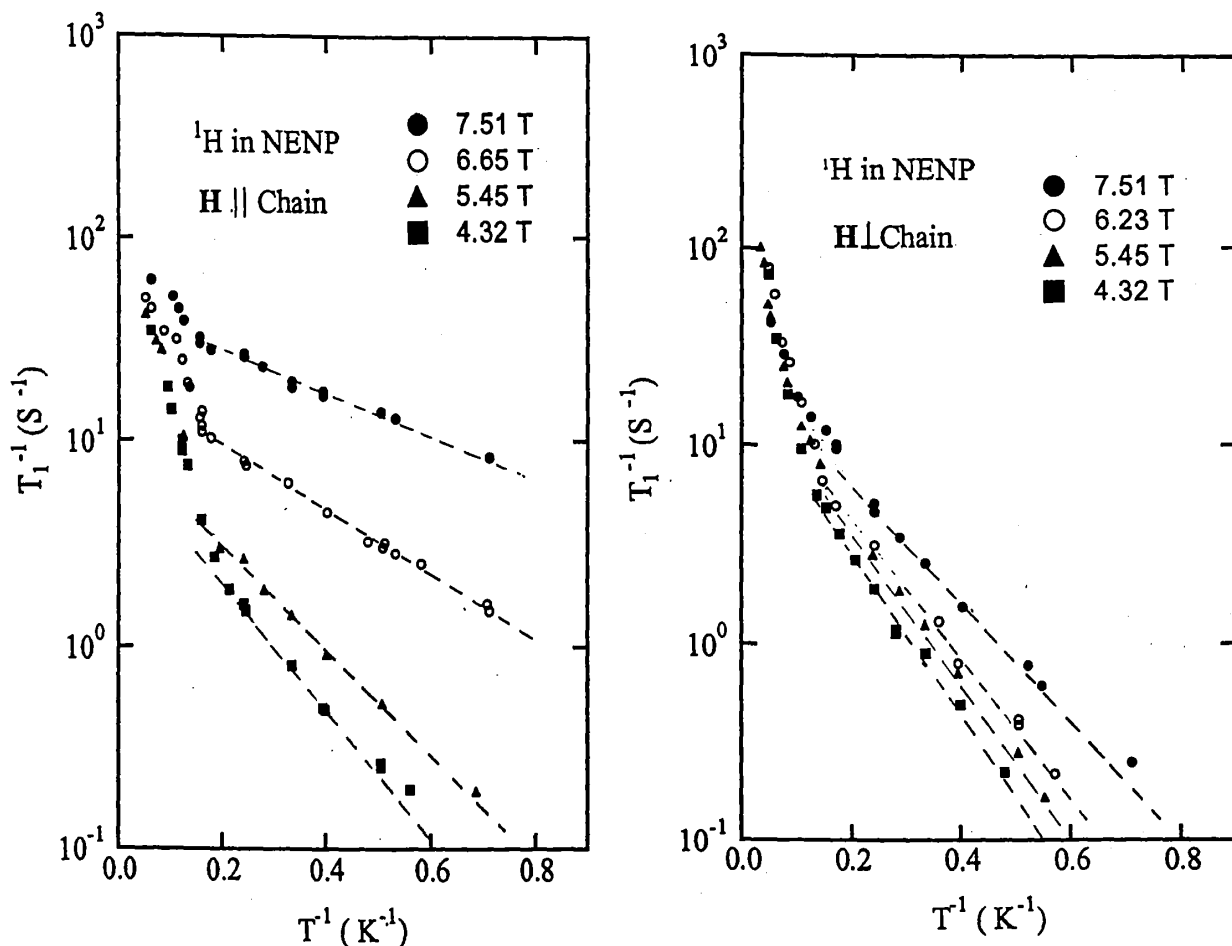 10³
10²
10¹
10⁰
10⁻¹
T₁⁻¹ (S⁻¹)
¹H in NENP
H || Chain
● 7.51 T
○ 6.65 T
▲ 5.45 T
■ 4.32 T
0.0 0.2 0.4 0.6 0.8
T⁻¹ ( K⁻¹)
10³
10²
10¹
10⁰
10⁻¹
T₁⁻¹ (S⁻¹)
¹H in NENP
H⊥Chain
● 7.51 T
○ 6.23 T
▲ 5.45 T
■ 4.32 T
0.0 0.2 0.4 0.6 0.8
T⁻¹ ( K⁻¹)